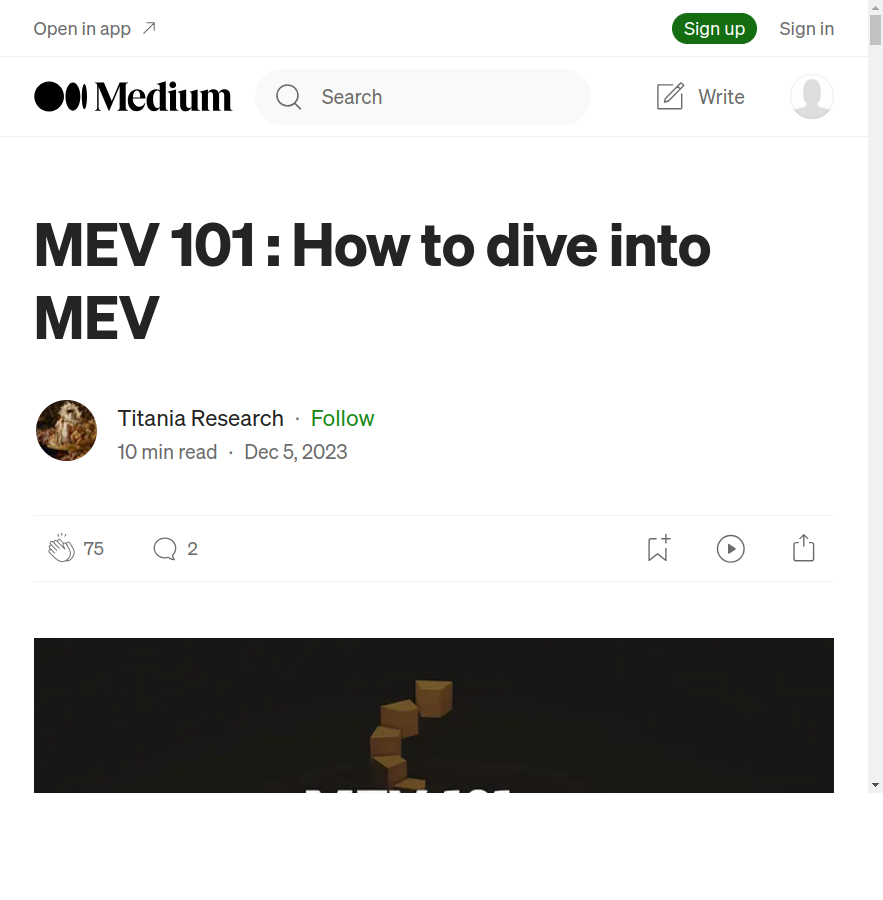 Open in app
Sign up
Sign in
Medium
Search
Write
MEV 101 : How to dive into
MEV
Titania Research · Follow
10 min read · Dec 5, 2023
75
2